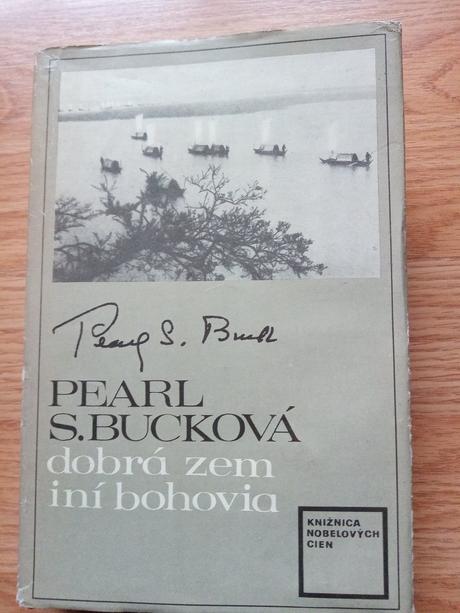 Pearl S. Buck
PEARL
S.BUCKOVÁ
dobrá zem
iní bohovia
KNIŽNICA
NOBELOVÝCH
CIEN